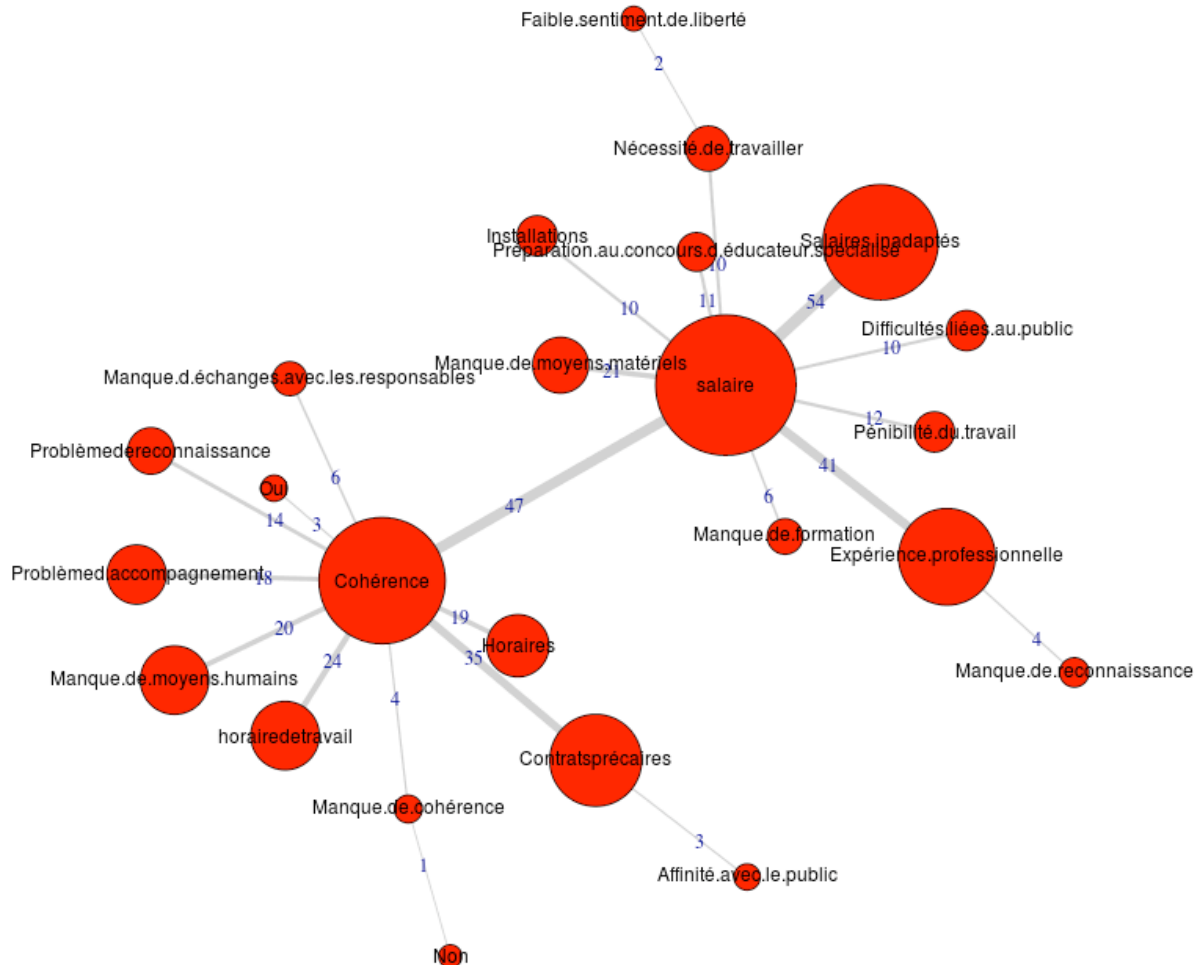 Faible.sentiment.de.liberté
2
Nécessité.de.travailler
Installations
Préparation.au.concours.d.éducateur.spécialisé
Salaires.inadaptés
10
54
10
11
Difficultés.liées.au.public
10
Manque.de.moyens.matériels
21
salaire
Manque.d.échanges.avec.les.responsables
12
Pénibilité.du.travail
Problèmedereconnaissance
41
6
47
Oui
6
14
3
Manque.de.formation
Expérience.professionnelle
Problèmed.accompagnement
18
Cohérence
20
19
Horaires
4
35
24
Manque.de.reconnaissance
Manque.de.moyens.humains
4
horairedetravail
Contratsprécaires
Manque.de.cohérence
3
1
Affinité.avec.le.public
Non